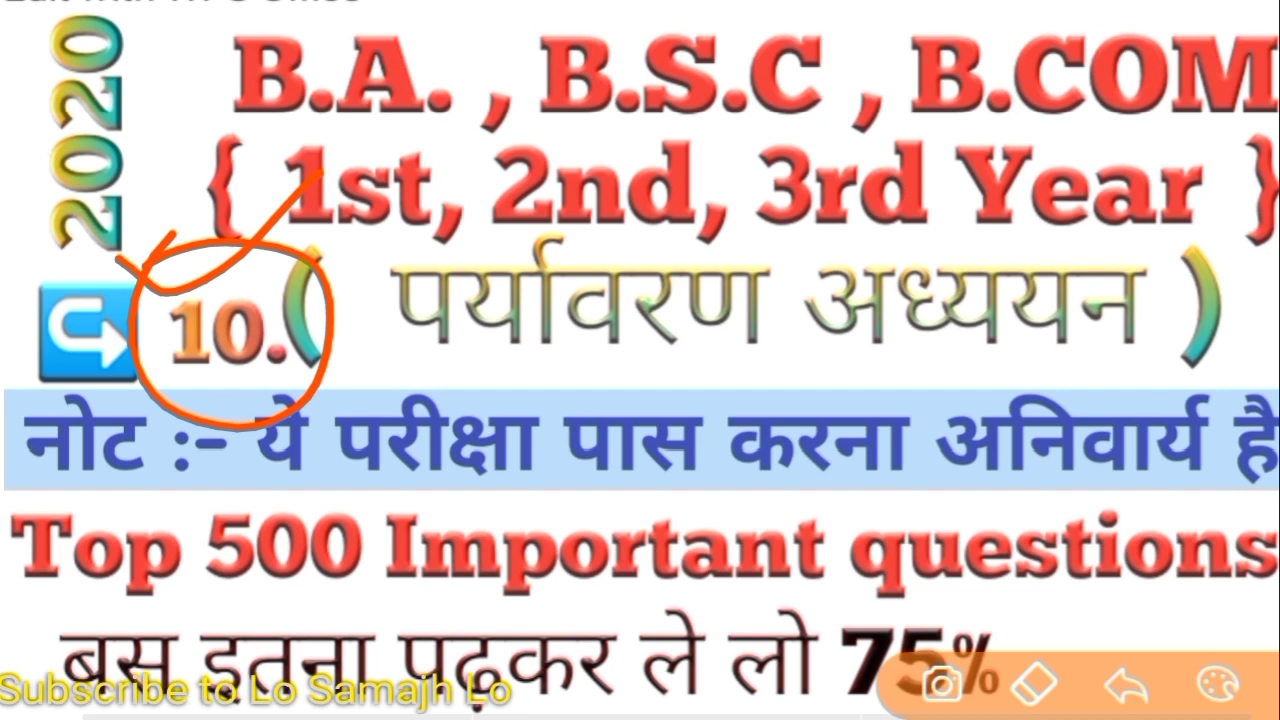 2020
B.A. , B.S.C , B.COM
{ 1st, 2nd, 3rd Year }
10. ( पर्यावरण अध्ययन )
नोट :- ये परीक्षा पास करना अनिवार्य है
Top 500 Important questions
बस इतना पढ़कर ले लो 75%
Subscribe to Lo Samajh Lo